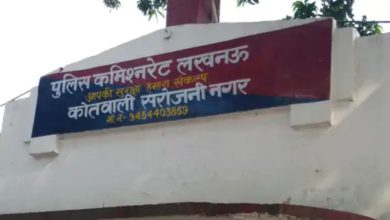 पुलिस कमिश्नरेट लखनऊ
आपकी सुरक्षा हमारा संकल्प
कोतवाली सरोजनी नगर
मो.नं.- 9454403859